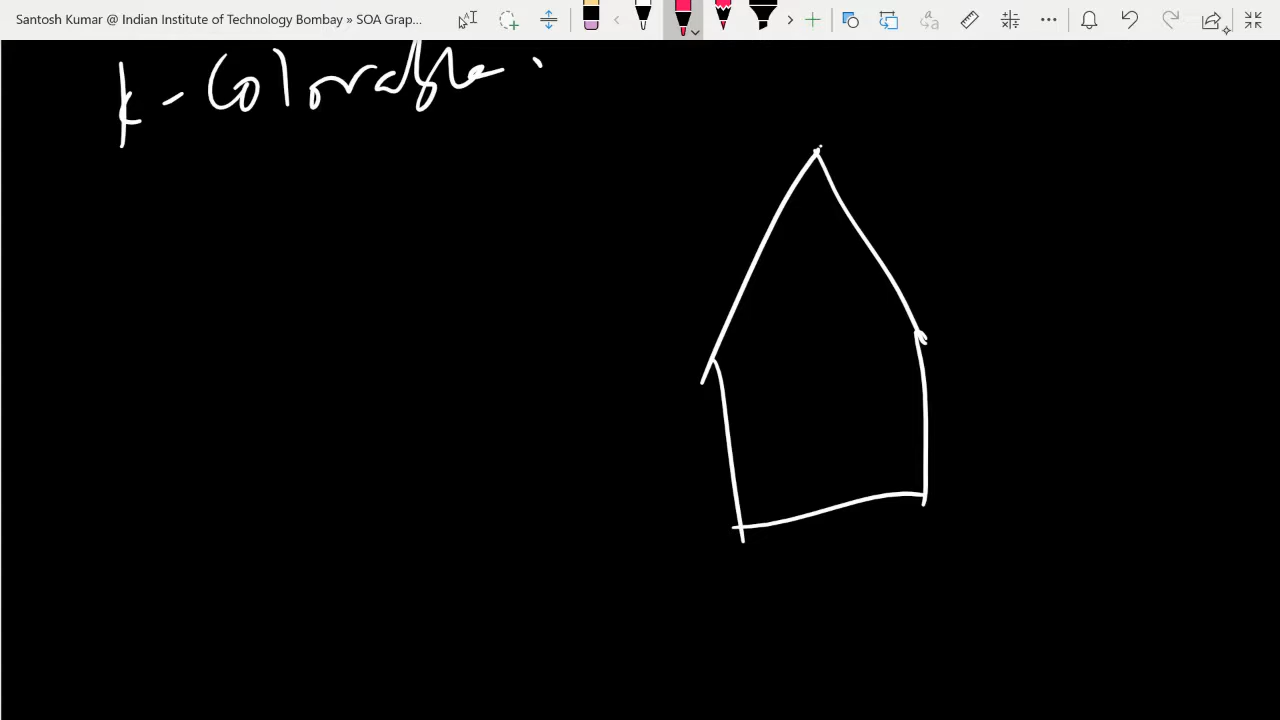 Santosh Kumar @ Indian Institute of Technology Bombay » SOA Grap...
k-Colorable: